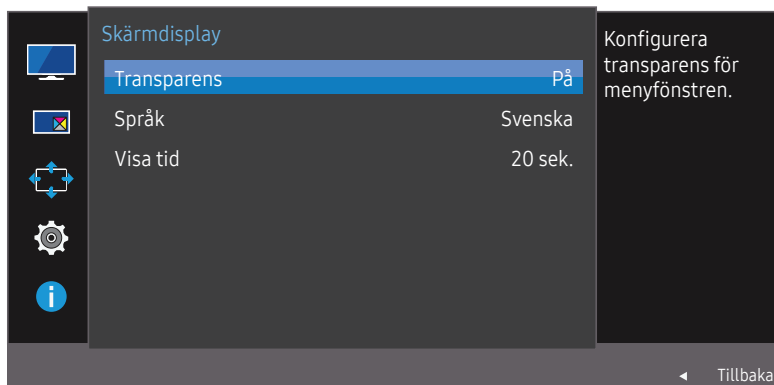 Skärmdisplay
Transparens På
Språk Svenska
Visa tid 20 sek.
Konfigurera
transparens för
menyfönstren.
i
Tillbaka